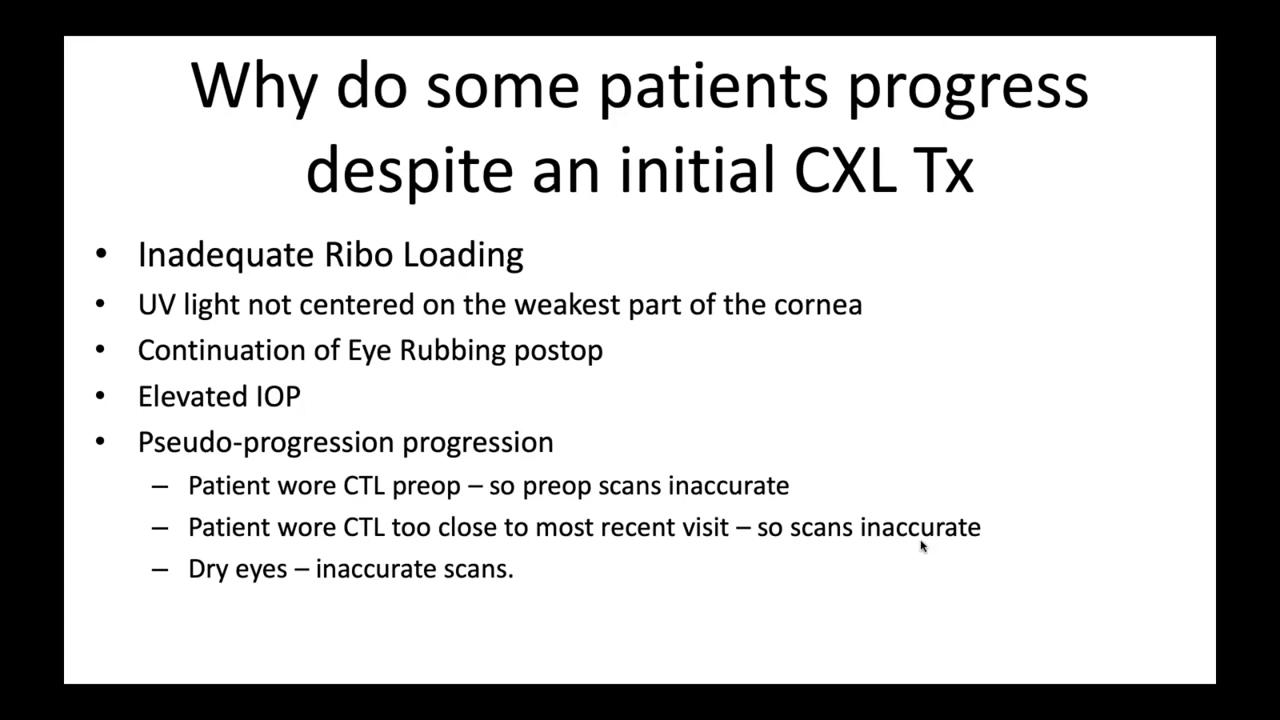 Why do some patients progress
despite an initial CXL Tx
• Inadequate Ribo Loading
• UV light not centered on the weakest part of the cornea
• Continuation of Eye Rubbing postop
• Elevated IOP
• Pseudo-progression progression
– Patient wore CTL preop – so preop scans inaccurate
– Patient wore CTL too close to most recent visit – so scans inaccurate
– Dry eyes – inaccurate scans.